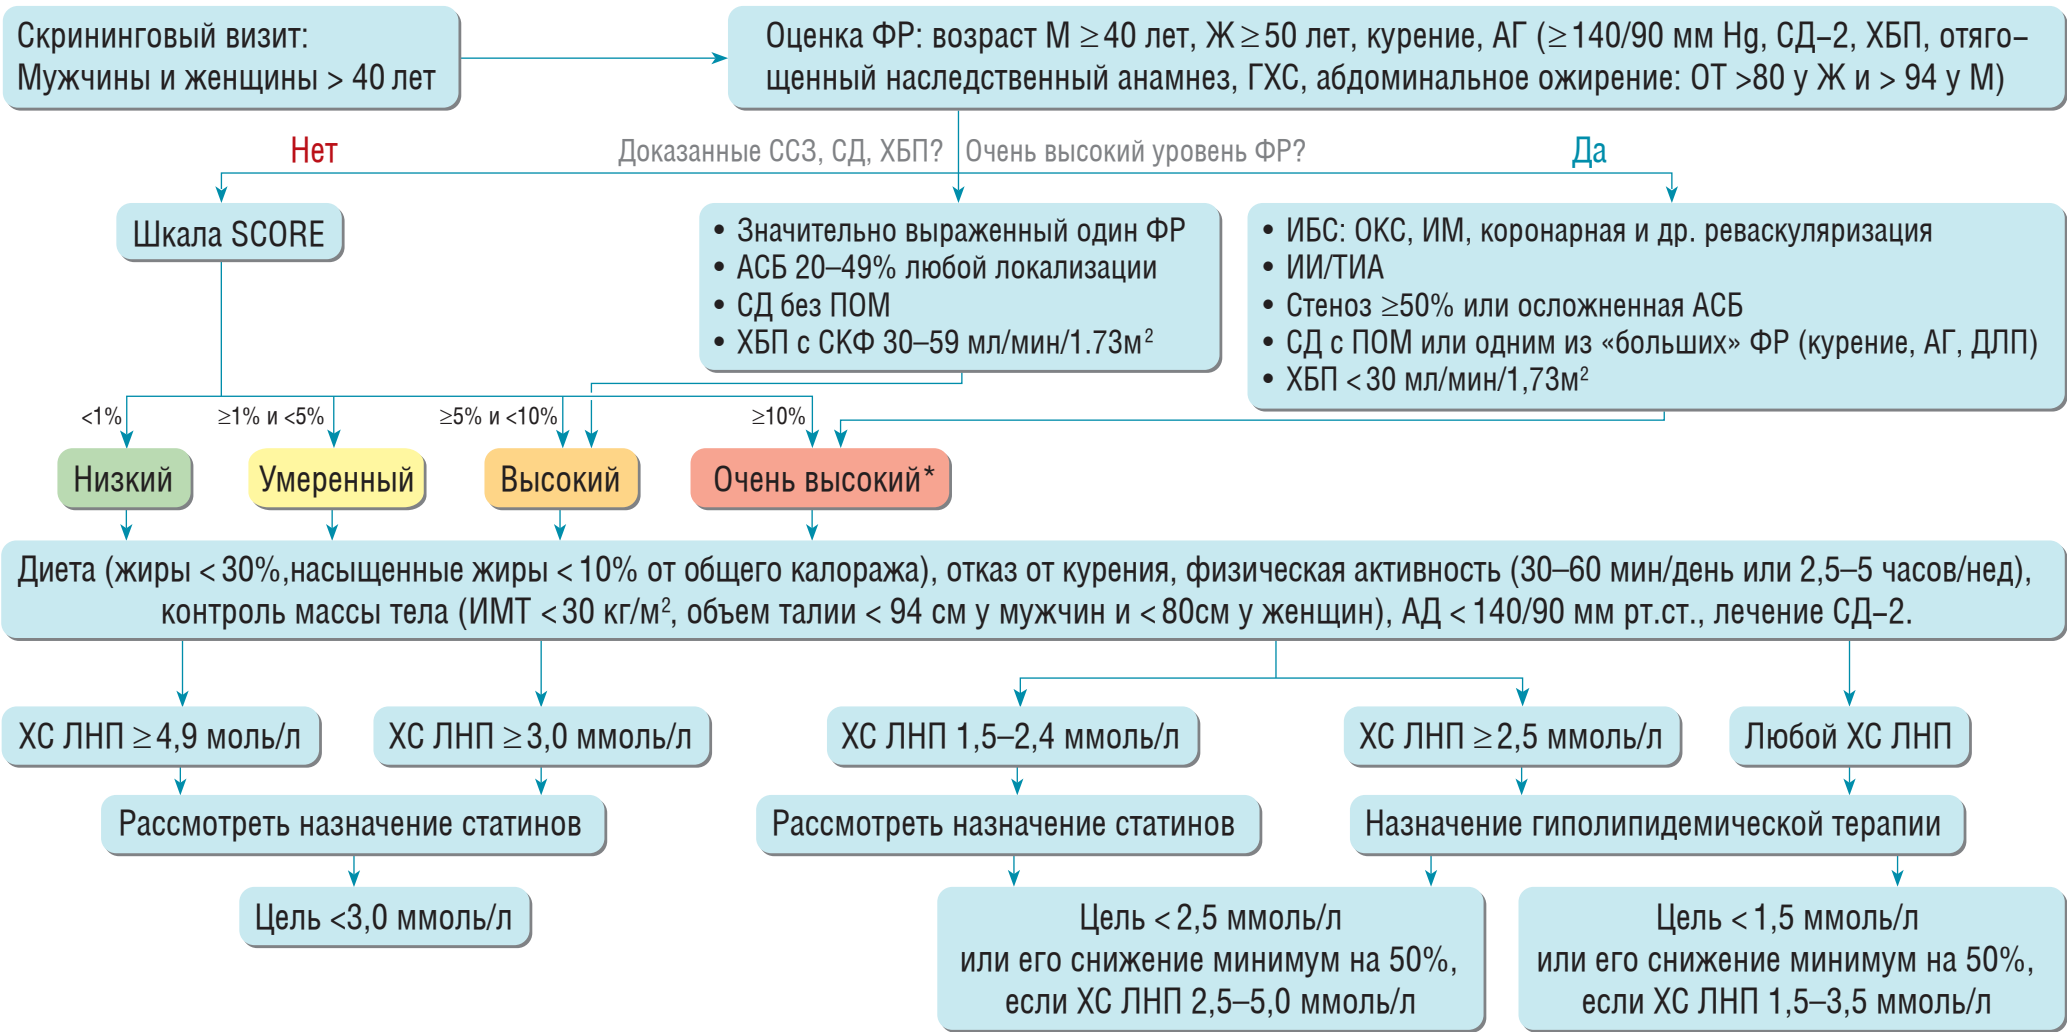 Скрининговый визит:
Мужчины и женщины > 40 лет
Оценка ФР: возраст М ≥40 лет, Ж≥50 лет, курение, АГ (≥140/90 мм Hg, СД–2, ХБП, отяго–
щенный наследственный анамнез, ГХС, абдоминальное ожирение: ОТ >80 у Ж и > 94 у М)
Нет
Доказанные ССЗ, СД, ХБП?
Очень высокий уровень ФР?
Да
Шкала SCORE
• Значительно выраженный один ФР
• АСБ 20–49% любой локализации
• СД без ПОМ
• ХБП с СКФ 30–59 мл/мин/1.73м²
• ИБС: ОКС, ИМ, коронарная и др. реваскуляризация
• ИИ/ТИА
• Стеноз ≥50% или осложненная АСБ
• СД с ПОМ или одним из «больших» ФР (курение, АГ, ДЛП)
• ХБП <30 мл/мин/1,73м²
<1%
≥1% и <5%
≥5% и <10%
≥10%
Низкий
Умеренный
Высокий
Очень высокий*
Диета (жиры <30%,насыщенные жиры <10% от общего калоража), отказ от курения, физическая активность (30–60 мин/день или 2,5–5 часов/нед),
контроль массы тела (ИМТ <30 кг/м², объем талии < 94 см у мужчин и <80см у женщин), АД <140/90 мм рт.ст., лечение СД–2.
ХС ЛНП ≥4,9 моль/л
ХС ЛНП ≥3,0 ммоль/л
ХС ЛНП 1,5–2,4 ммоль/л
ХС ЛНП ≥2,5 ммоль/л
Любой ХС ЛНП
Рассмотреть назначение статинов
Рассмотреть назначение статинов
Назначение гиполипидемической терапии
Цель <3,0 ммоль/л
Цель <2,5 ммоль/л
или его снижение минимум на 50%,
если ХС ЛНП 2,5–5,0 ммоль/л
Цель <1,5 ммоль/л
или его снижение минимум на 50%,
если ХС ЛНП 1,5–3,5 ммоль/л